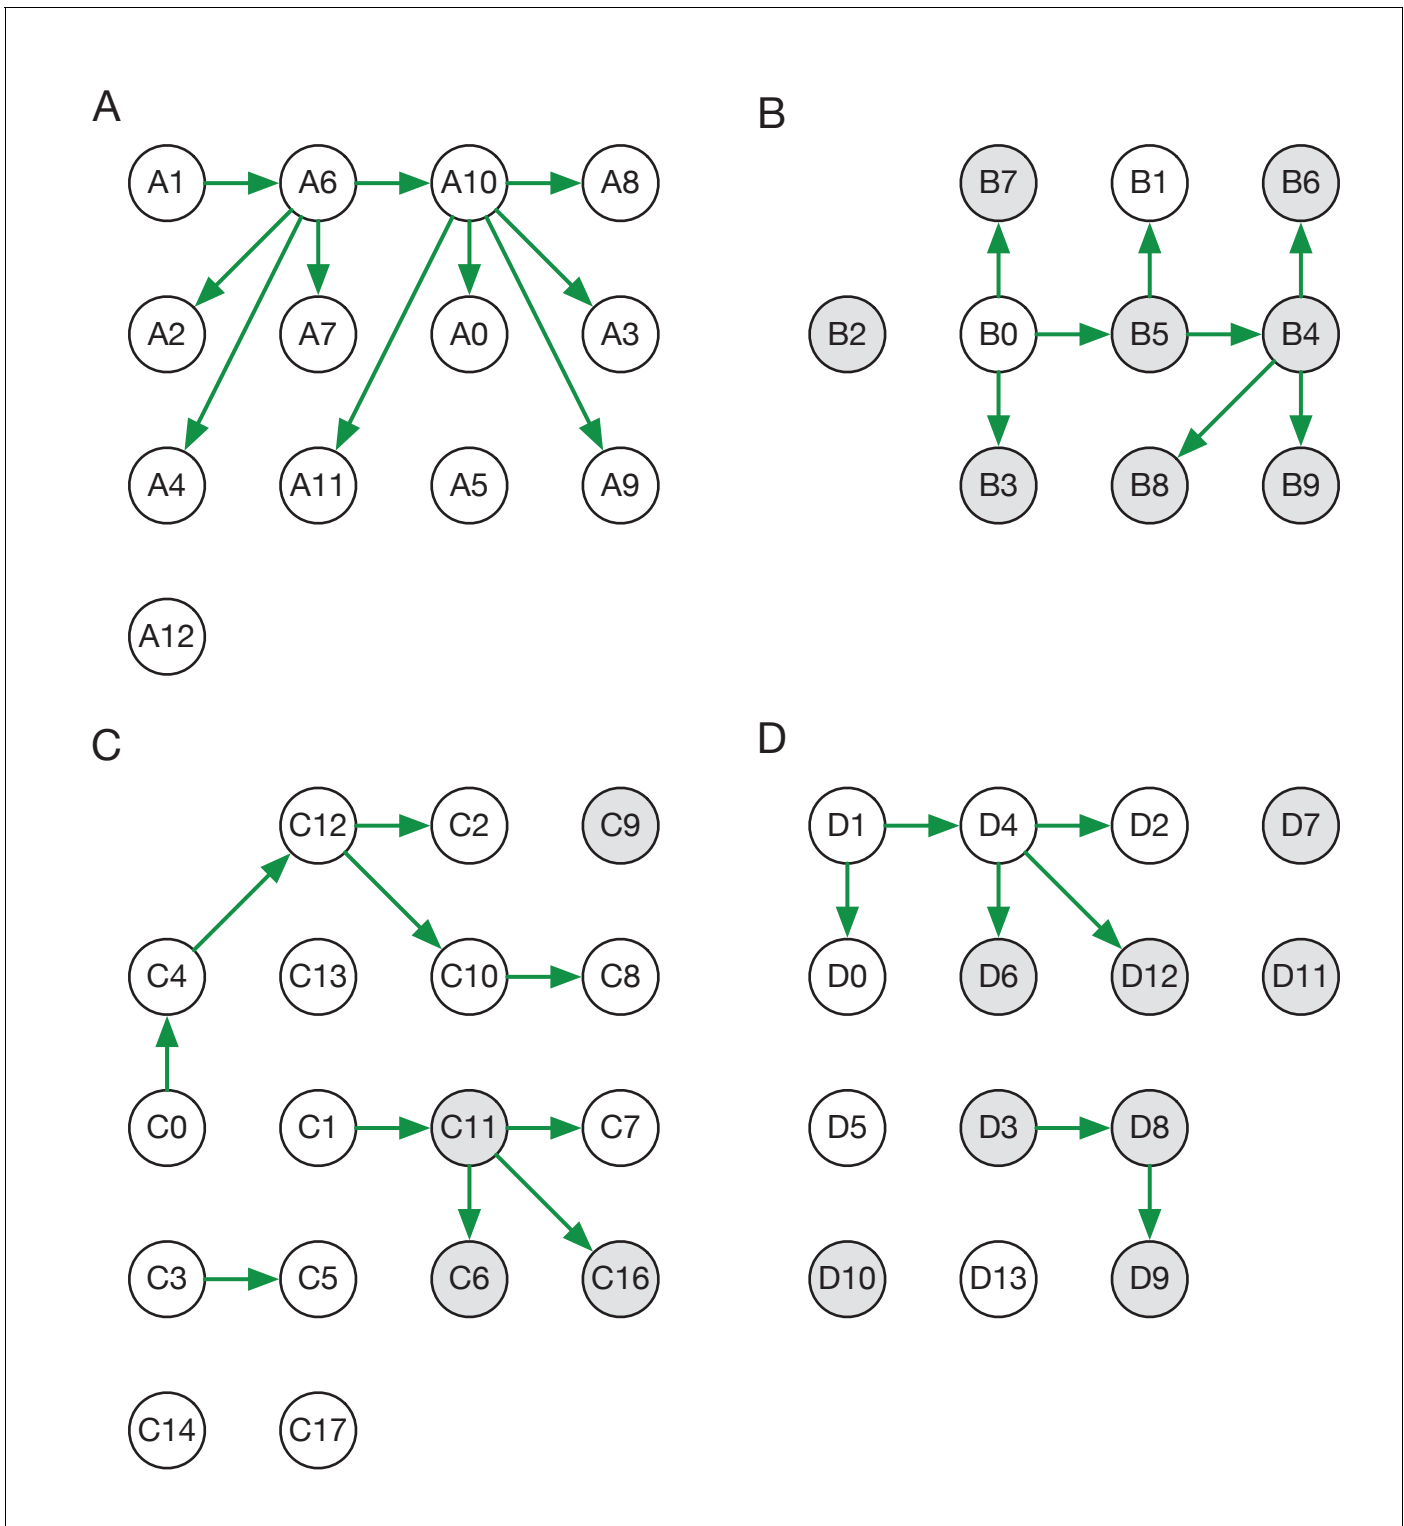 A
A1 A6 A10 A8
A2 A7 A0 A3
A4 A11 A5 A9
A12
B
B7 B1 B6
B2 B0 B5 B4
B3 B8 B9
C
C12 C2 C9
C4 C13 C10 C8
C0 C1 C11 C7
C3 C5 C6 C16
C14 C17
D
D1 D4 D2 D7
D0 D6 D12 D11
D5 D3 D8
D10 D13 D9